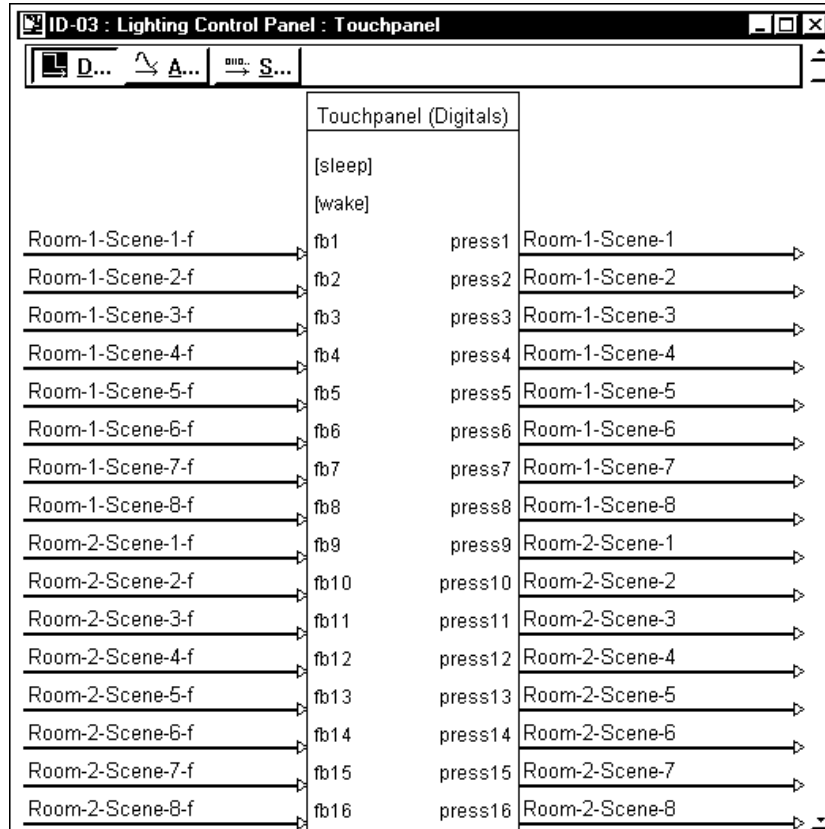 ID-03 : Lighting Control Panel : Touchpanel
D... A... S...
Touchpanel (Digitals)
[sleep]
[wake]
Room-1-Scene-1-f fb1 press1 Room-1-Scene-1
Room-1-Scene-2-f fb2 press2 Room-1-Scene-2
Room-1-Scene-3-f fb3 press3 Room-1-Scene-3
Room-1-Scene-4-f fb4 press4 Room-1-Scene-4
Room-1-Scene-5-f fb5 press5 Room-1-Scene-5
Room-1-Scene-6-f fb6 press6 Room-1-Scene-6
Room-1-Scene-7-f fb7 press7 Room-1-Scene-7
Room-1-Scene-8-f fb8 press8 Room-1-Scene-8
Room-2-Scene-1-f fb9 press9 Room-2-Scene-1
Room-2-Scene-2-f fb10 press10 Room-2-Scene-2
Room-2-Scene-3-f fb11 press11 Room-2-Scene-3
Room-2-Scene-4-f fb12 press12 Room-2-Scene-4
Room-2-Scene-5-f fb13 press13 Room-2-Scene-5
Room-2-Scene-6-f fb14 press14 Room-2-Scene-6
Room-2-Scene-7-f fb15 press15 Room-2-Scene-7
Room-2-Scene-8-f fb16 press16 Room-2-Scene-8